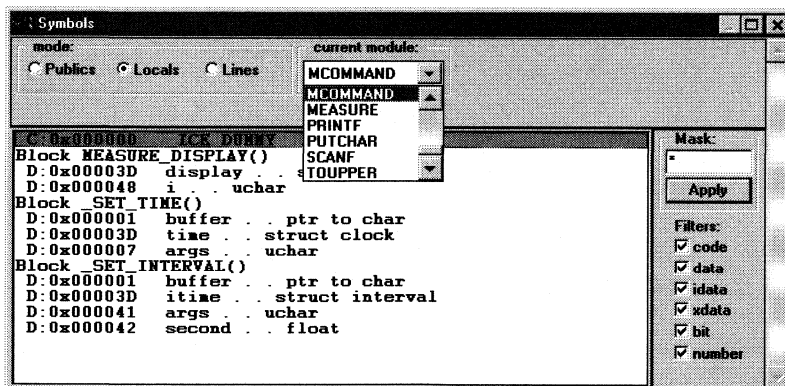 Symbols
mode:
Publics
Locals
Lines
current module:
MCOMMAND
MCOMMAND
MEASURE
PRINTF
PUTCHAR
SCANF
TOUPPER
C:0x000000 ICE DUMMY
Block MEASURE_DISPLAY()
D:0x00003D display . . s
D:0x000048 i . . uchar
Block _SET_TIME()
D:0x000001 buffer . . ptr to char
D:0x00003D time . . struct clock
D:0x000007 args . . uchar
Block _SET_INTERVAL()
D:0x000001 buffer . . ptr to char
D:0x00003D itime . . struct interval
D:0x000041 args . . uchar
D:0x000042 second . . float
Mask:
*
Apply
Filters:
code
data
idata
xdata
bit
number